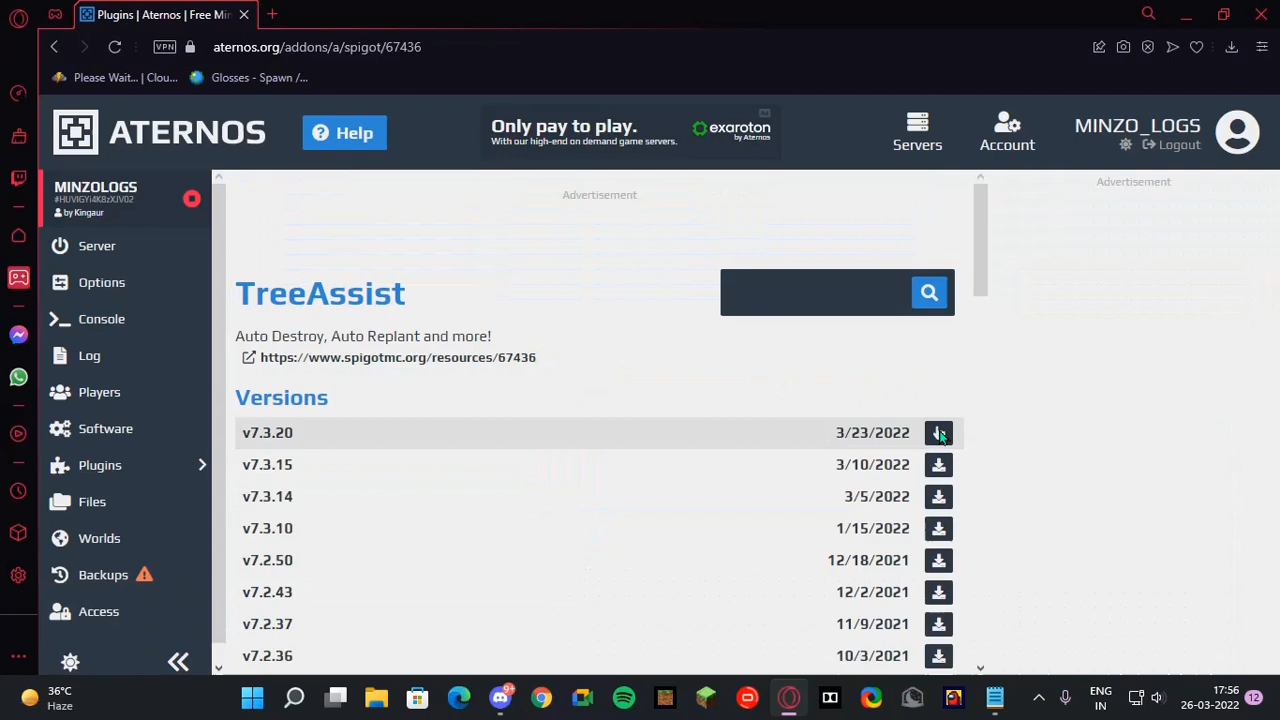 Plugins | Aternos | Free Min
aternos.org/addons/a/spigot/67436
VPN
Please Wait... | Clou...
Glosses - Spawn /...
ATERNOS
Help
Only pay to play.
With our high-end on demand game servers.
exaroton
by Aternos
Ad
Servers
Account
MINZO_LOGS
Logout
MINZOLOGS
by Kingaur
Server
Options
Console
Log
Players
Software
Plugins
Files
Worlds
Backups
Access
Advertisement
Advertisement
TreeAssist
Auto Destroy, Auto Replant and more!
https://www.spigotmc.org/resources/67436
Versions
v7.3.20 3/23/2022
v7.3.15 3/10/2022
v7.3.14 3/5/2022
v7.3.10 1/15/2022
v7.2.50 12/18/2021
v7.2.43 12/2/2021
v7.2.37 11/9/2021
v7.2.36 10/3/2021
36°C
Haze
9+
ENG
IN
17:56
26-03-2022
12